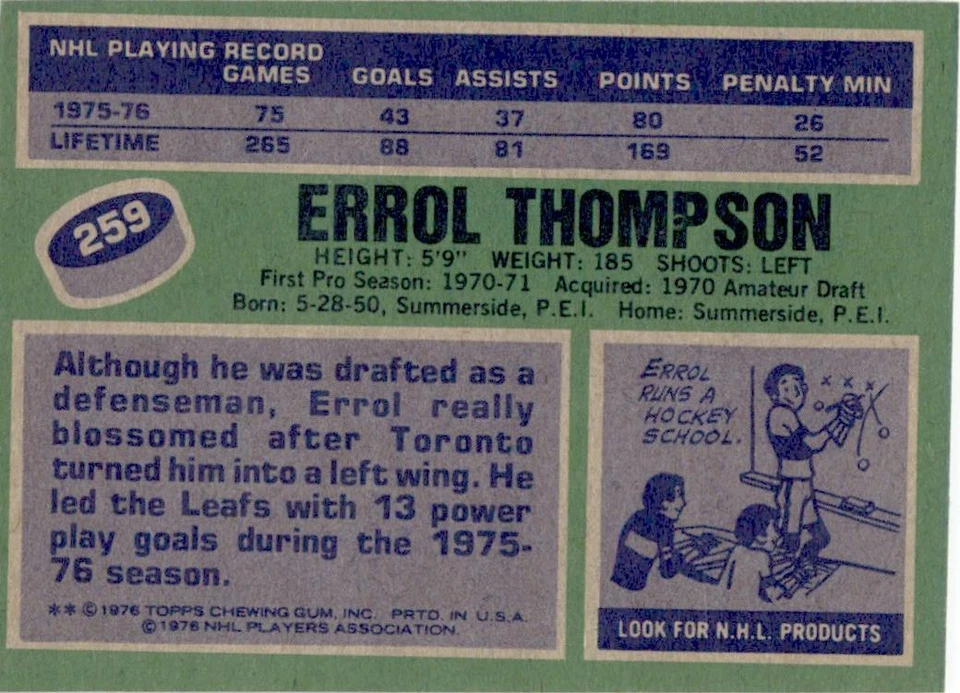 NHL PLAYING RECORD
GAMES GOALS ASSISTS POINTS PENALTY MIN
1975-76 75 43 37 80 26
LIFETIME 265 88 81 169 52
259
ERROL THOMPSON
HEIGHT: 5'9" WEIGHT: 185 SHOOTS: LEFT
First Pro Season: 1970-71 Acquired: 1970 Amateur Draft
Born: 5-28-50, Summerside, P.E.I. Home: Summerside, P.E.I.
Although he was drafted as a
defenseman, Errol really
blossomed after Toronto
turned him into a left wing. He
led the Leafs with 13 power
play goals during the 1975-
76 season.
** © 1976 TOPPS CHEWING GUM, INC. PRTD. IN U.S.A.
© 1976 NHL PLAYERS ASSOCIATION.
ERROL
RUNS A
HOCKEY
SCHOOL.
x x x x
LOOK FOR N.H.L. PRODUCTS